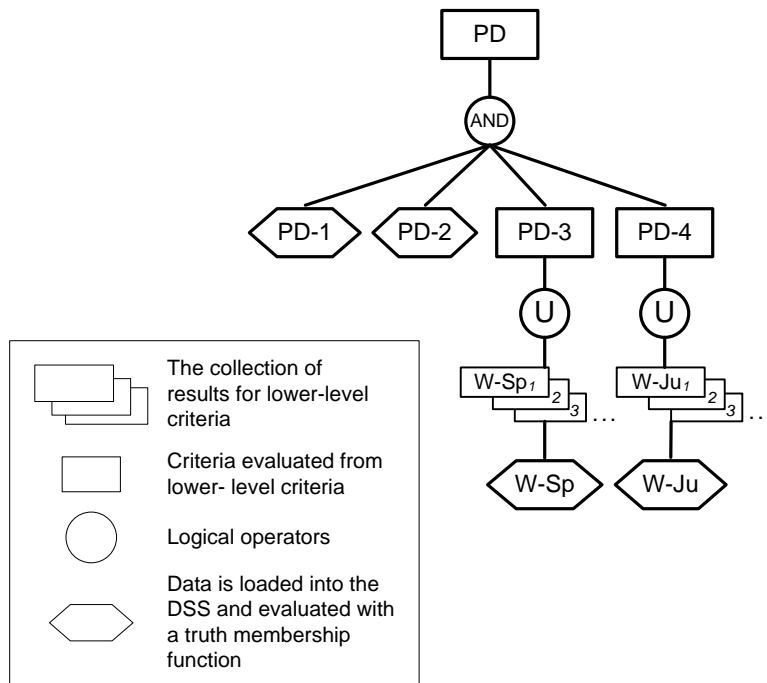 PD
AND
PD-1
PD-2
PD-3
PD-4
U
U
W-Sp1
2
3
...
W-Ju1
2
3
..
W-Sp
W-Ju
The collection of
results for lower-level
criteria
Criteria evaluated from
lower- level criteria
Logical operators
Data is loaded into the
DSS and evaluated with
a truth membership
function